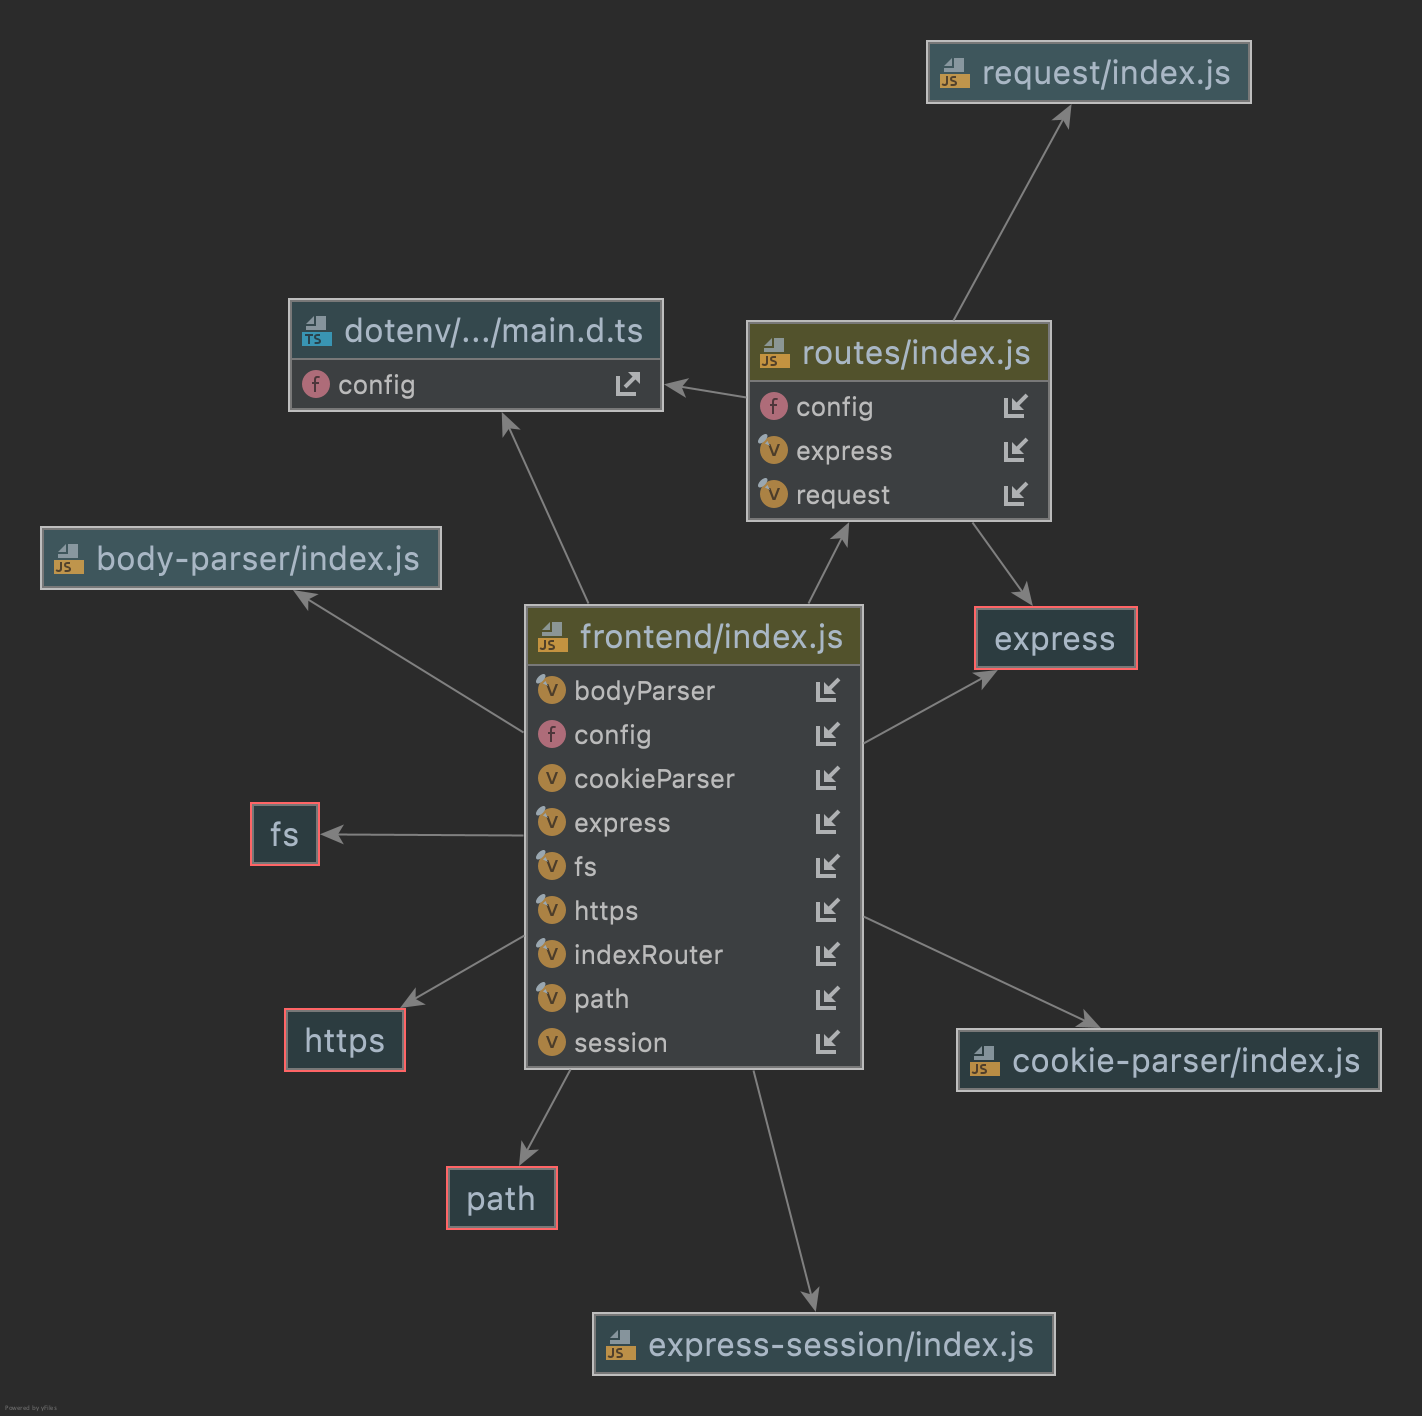 request/index.js
JS
dotenv/.../main.d.ts
TS
f config
routes/index.js
JS
f config
V express
V request
body-parser/index.js
JS
express
frontend/index.js
JS
V bodyParser
f config
V cookieParser
V express
V fs
V https
V indexRouter
V path
V session
fs
https
cookie-parser/index.js
JS
path
express-session/index.js
JS
Powered by yFiles